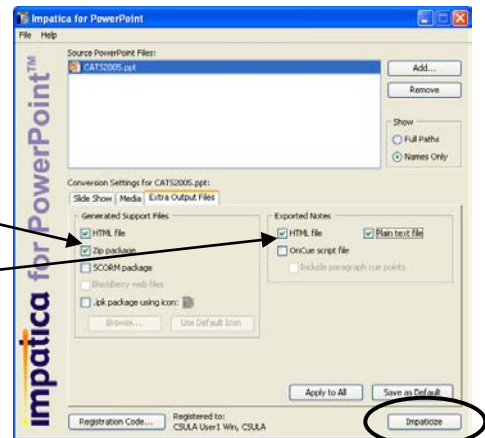 Impatica for PowerPoint
File Help
impatica for PowerPoint™
Source PowerPoint Files:
CATS2005.ppt
Add...
Remove
Show
Full Paths
Names Only
Conversion Settings for CATS2005.ppt:
Slide Show Media Extra Output Files
Generated Support Files
HTML file
Zip package
SCORM package
BlackBerry web files
.ipk package using icon:
Browse... Use Default Icon
Exported Notes
HTML file Plain text file
OnCue script file
Include paragraph cue points
Apply to All Save as Default
Registration Code... Registered to:
CSULA User1 Win, CSULA
Impaticize